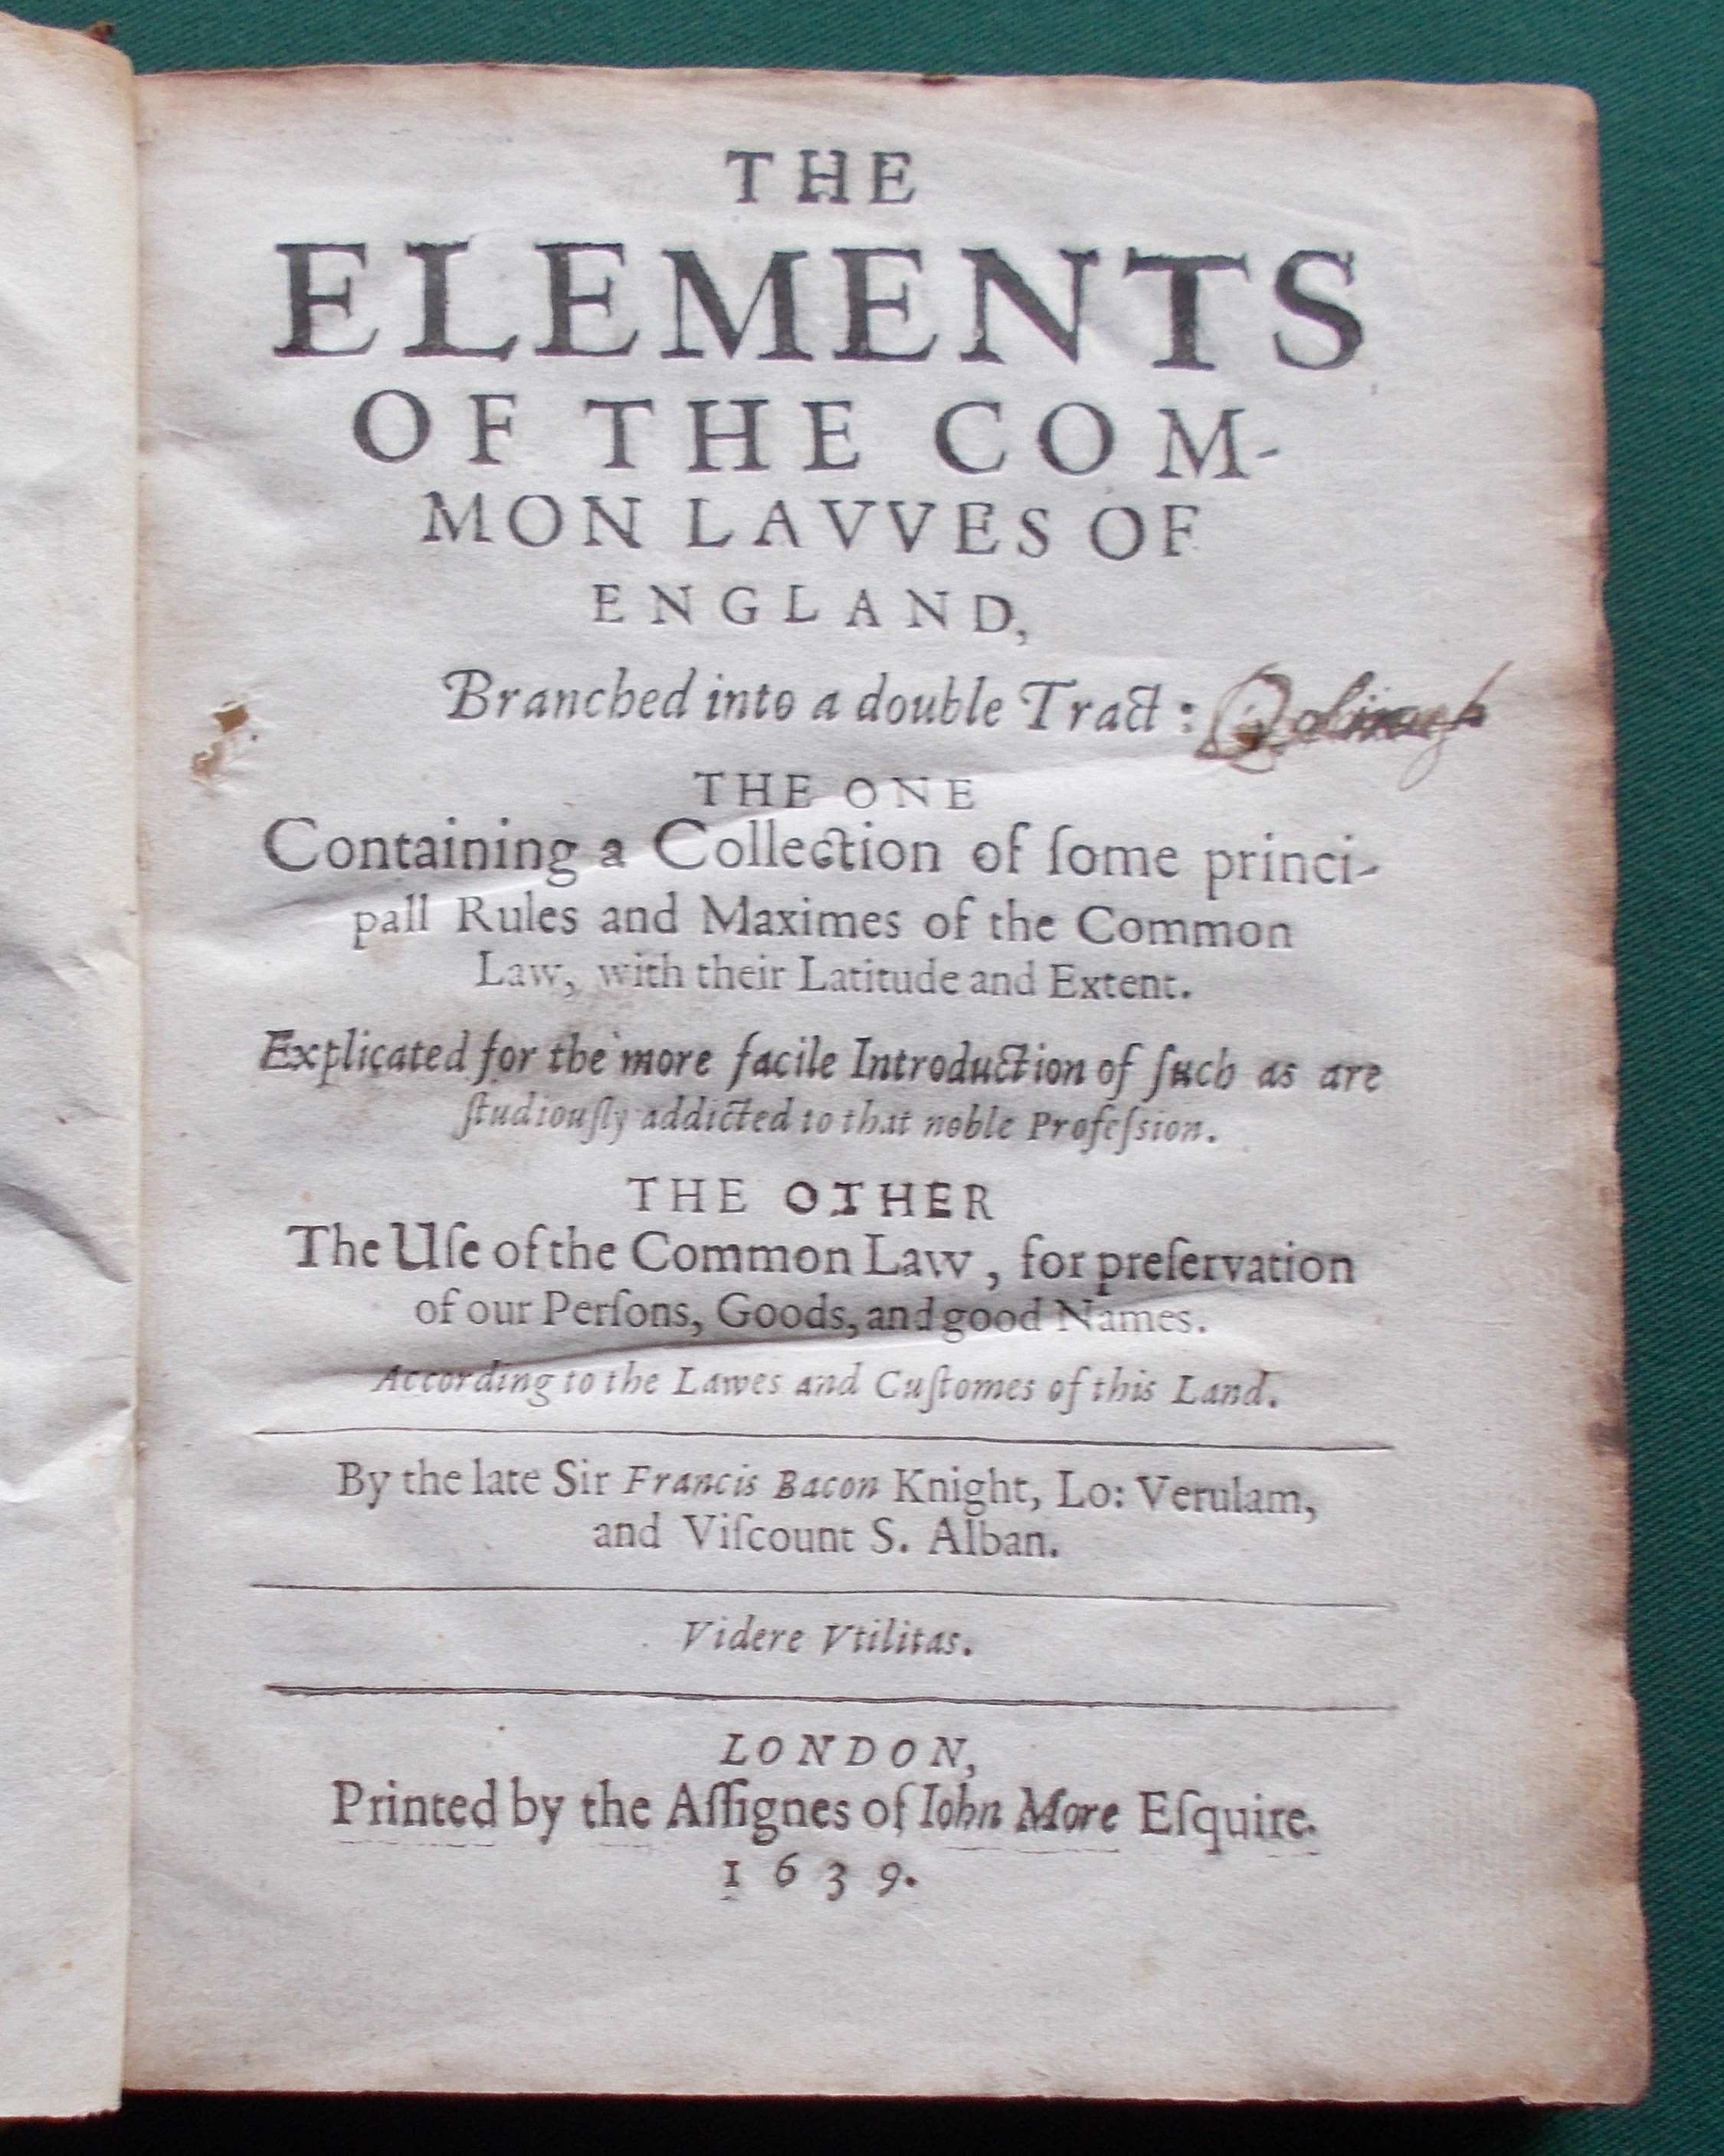 THE
ELEMENTS
OF THE COM-
MON LAVVES OF
ENGLAND,
Branched into a double Tract :
THE ONE
Containing a Collection of ſome princi-
pall Rules and Maximes of the Common
Law, with their Latitude and Extent.
Explicated for the more facile Introduction of ſuch as are
ſtudiouſly addicted to that noble Profeſsion.
THE OTHER
The Uſe of the Common Law, for preſervation
of our Perſons, Goods, and good Names.
According to the Lawes and Cuſtomes of this Land.
By the late Sir Francis Bacon Knight, Lo: Verulam,
and Viſcount S. Alban.
Videre Vtilitas.
LONDON,
Printed by the Aſſignes of Iohn More Eſquire.
1639.